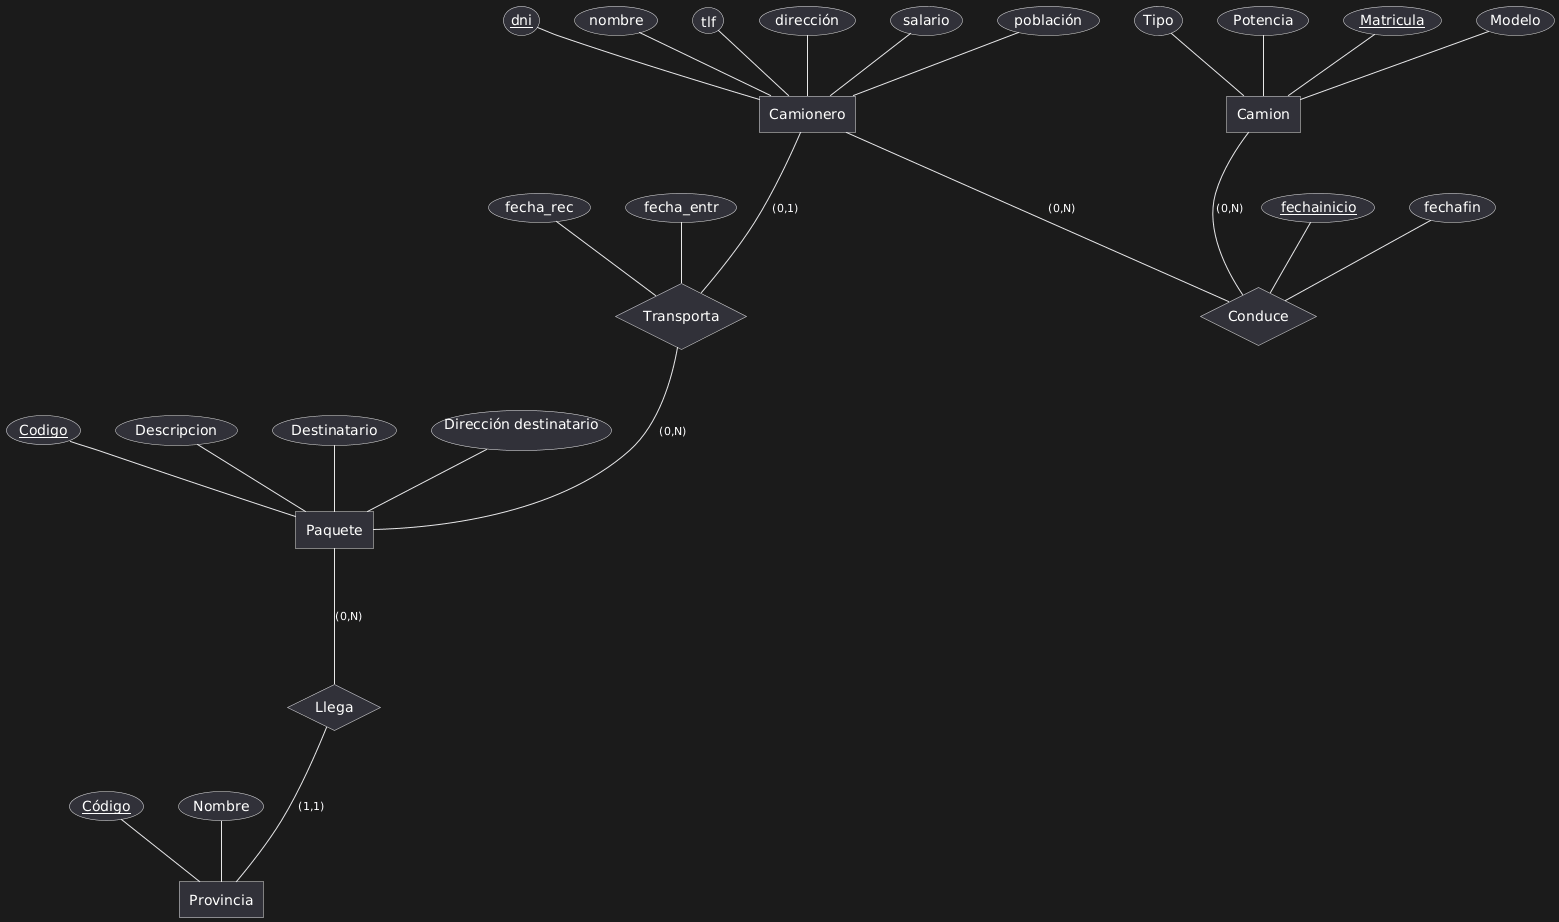 dni
nombre
tlf
dirección
salario
población
Tipo
Potencia
Matricula
Modelo
Camionero
Camion
fecha_rec
fecha_entr
(0,1)
(0,N)
(0,N)
fechainicio
fechafin
Transporta
Conduce
Codigo
Descripcion
Destinatario
Dirección destinatario
(0,N)
Paquete
(0,N)
Llega
Código
Nombre
(1,1)
Provincia